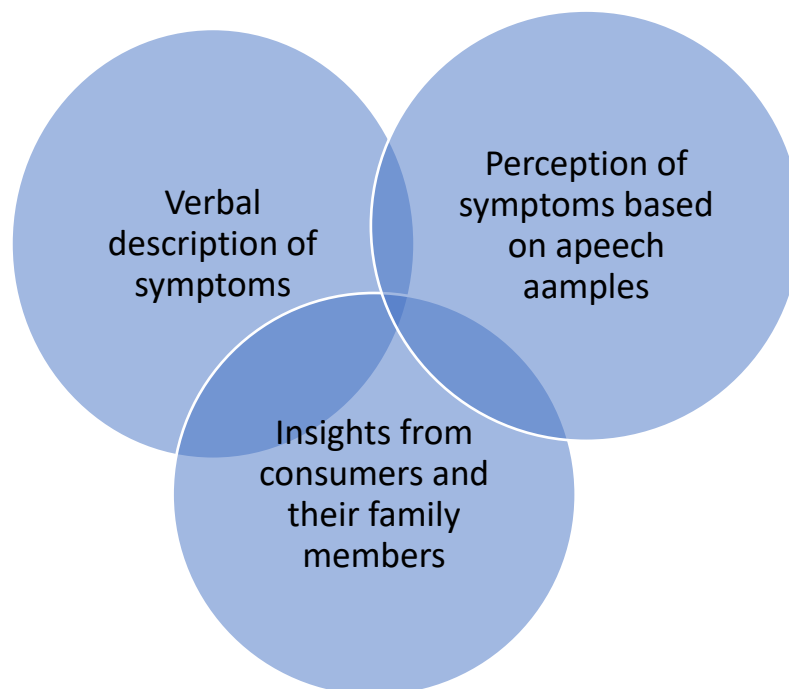 Verbal
description of
symptoms
Perception of
symptoms based
on apeech
aamples
Insights from
consumers and
their family
members